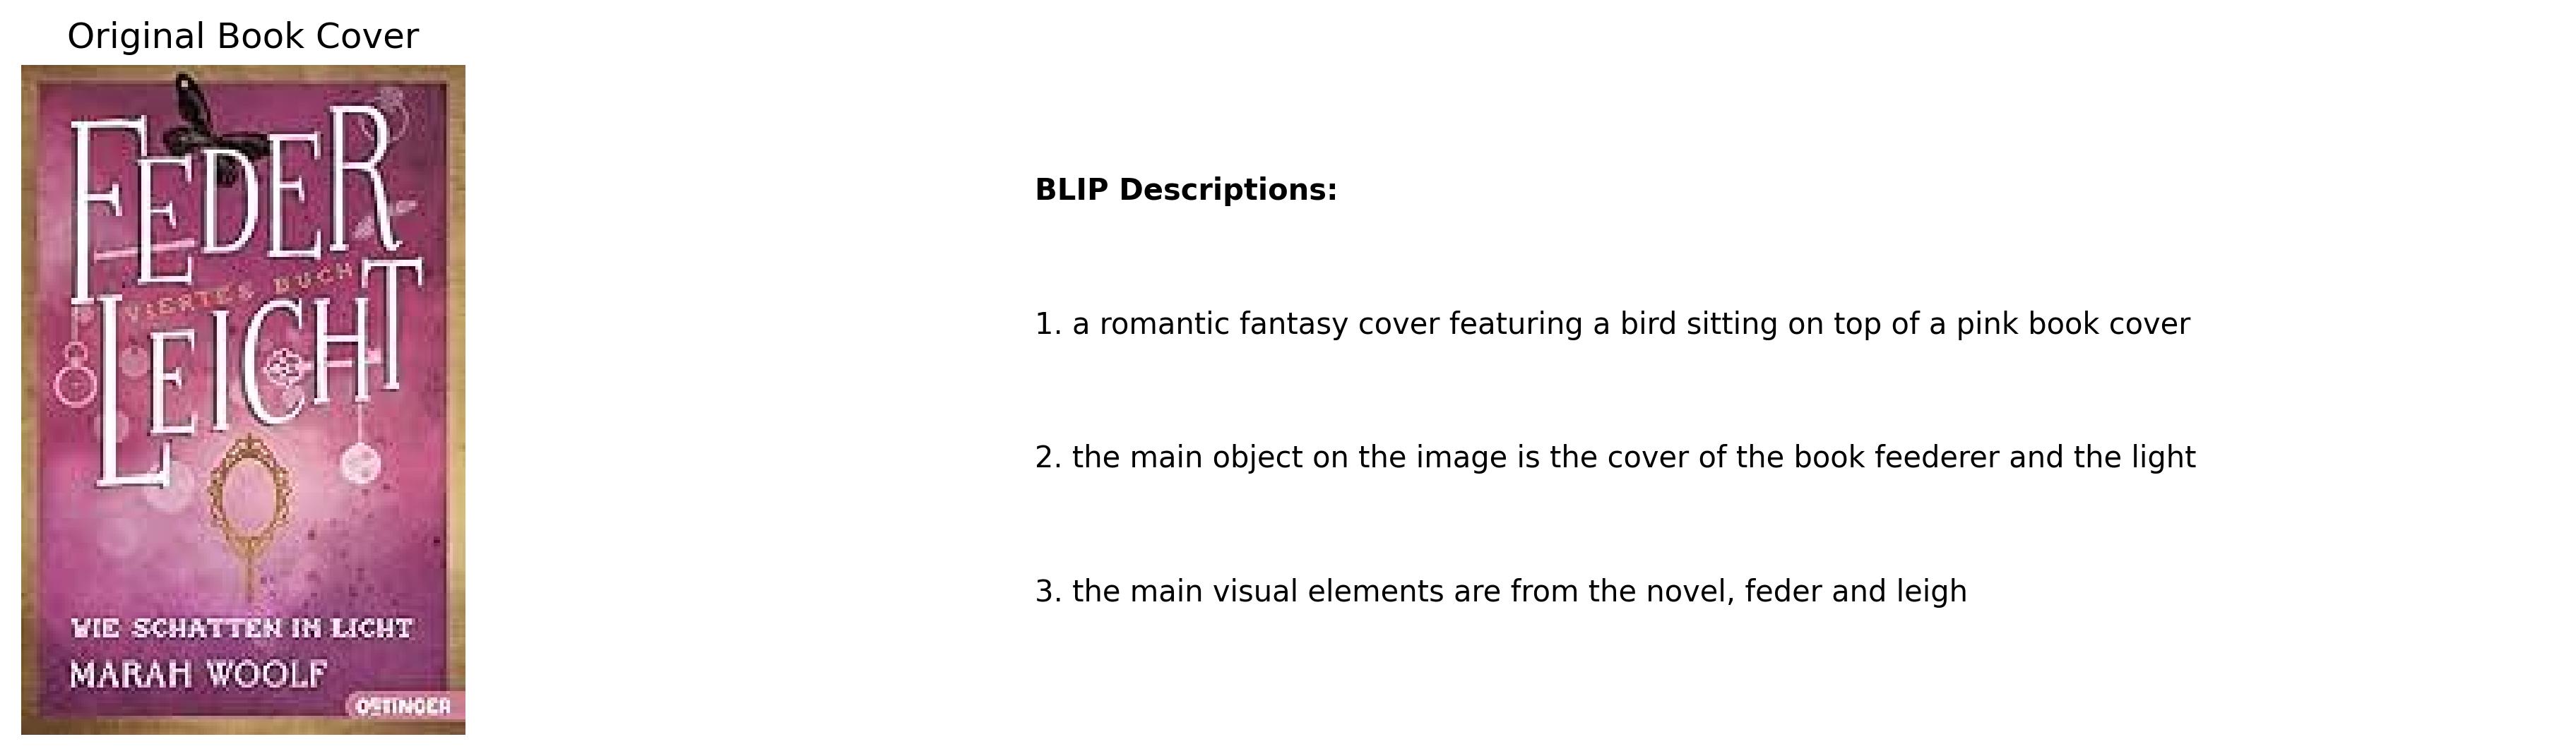 Original Book Cover
FEDER
VIERTES BUCH
LEICHT
WIE SCHATTEN IN LICHT
MARAH WOOLF
OETINGER
BLIP Descriptions:
1. a romantic fantasy cover featuring a bird sitting on top of a pink book cover
2. the main object on the image is the cover of the book feederer and the light
3. the main visual elements are from the novel, feder and leigh